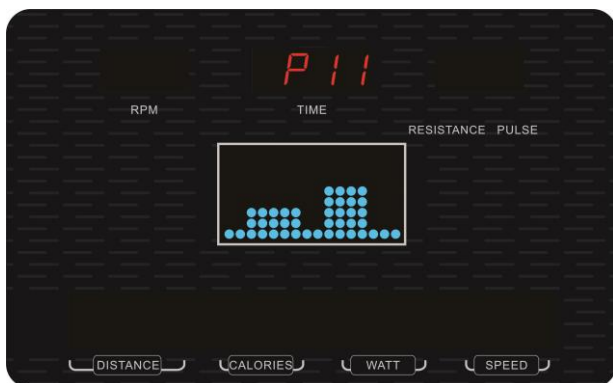 P11
RPM TIME
RESISTANCE PULSE
DISTANCE CALORIES WATT SPEED